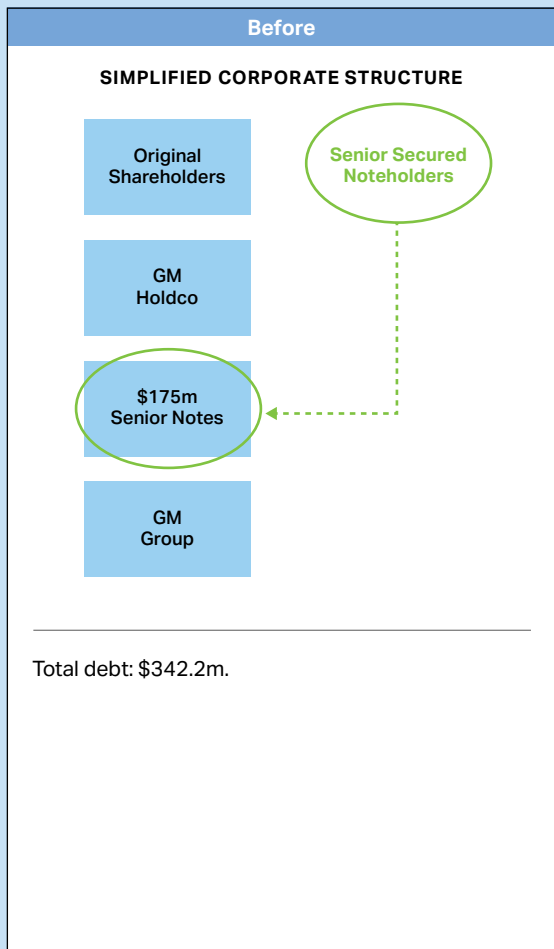 Before
SIMPLIFIED CORPORATE STRUCTURE
Original
Shareholders
Senior Secured
Noteholders
GM
Holdco
$175m
Senior Notes
GM
Group
Total debt: $342.2m.